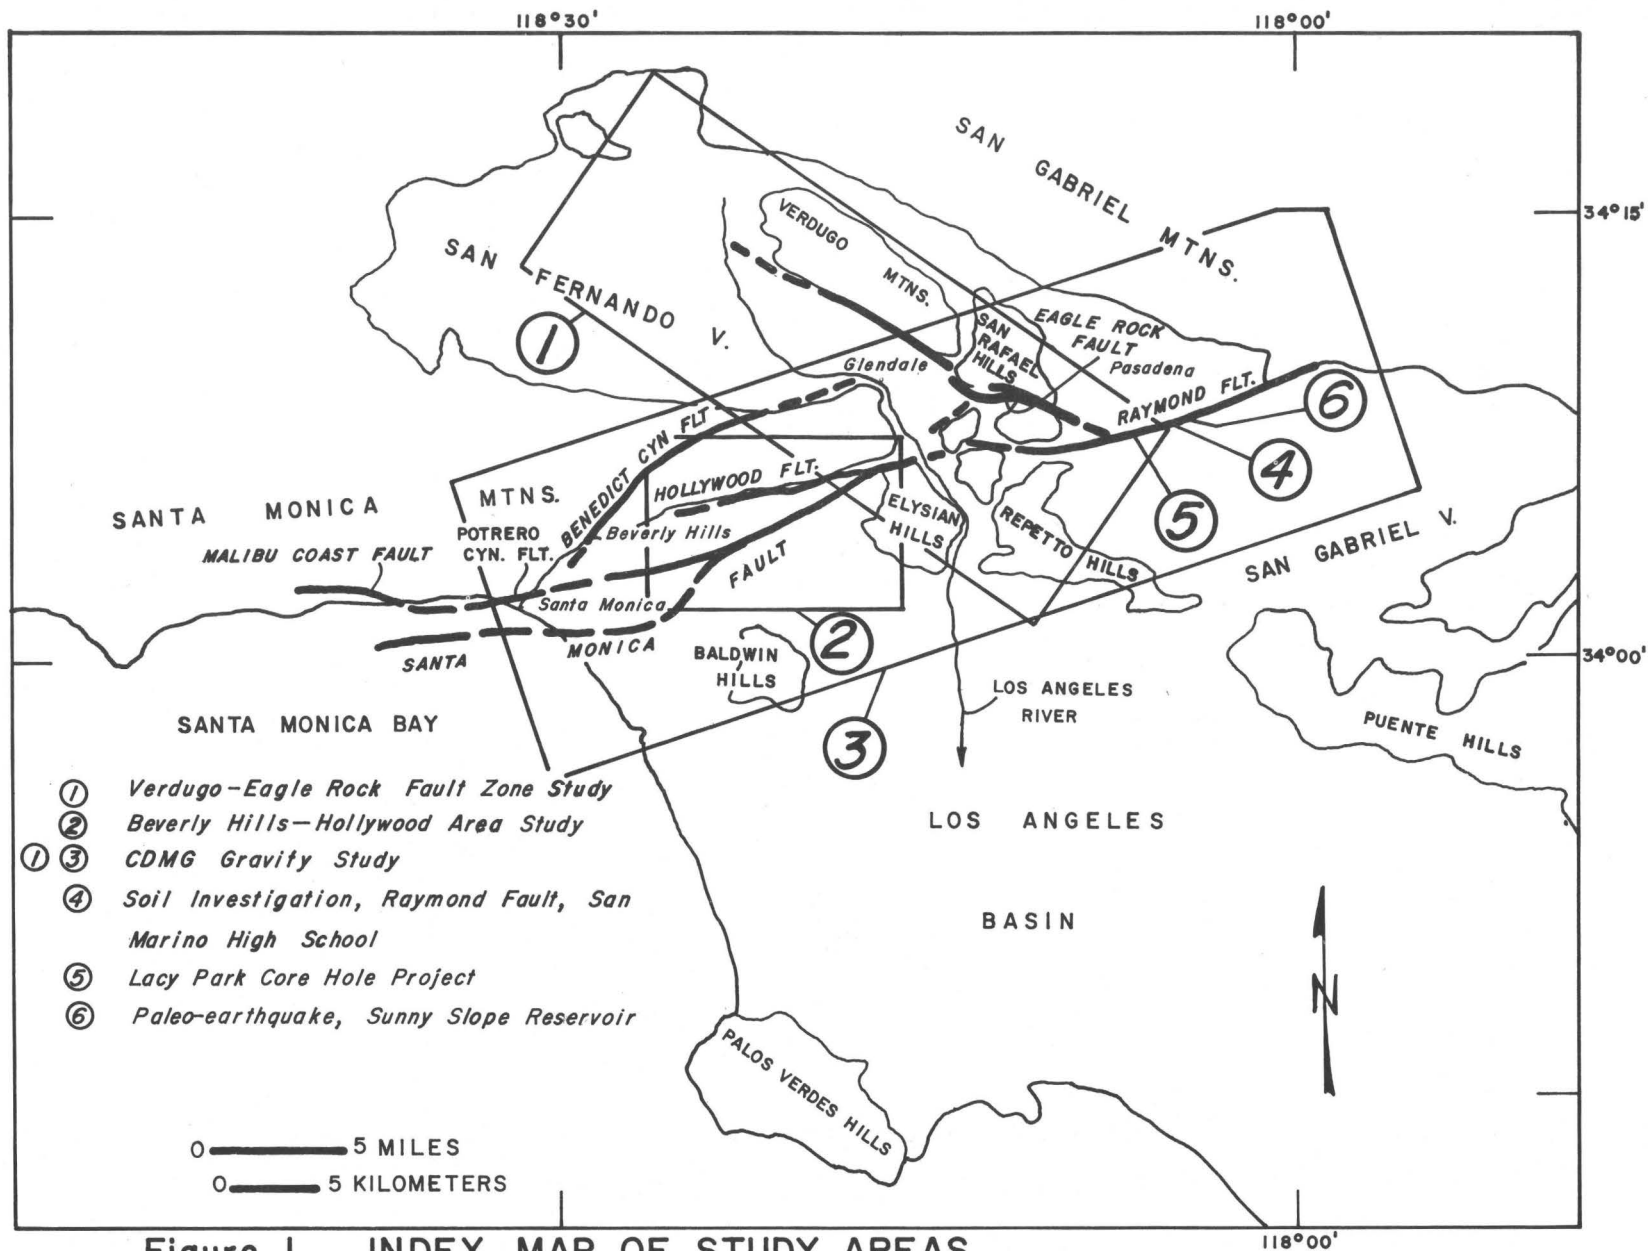 118°30'
118°00'
SAN GABRIEL MTNS.
34°15'
VERDUGO MTNS.
SAN FERNANDO V.
1
SAN RAFAEL HILLS
EAGLE ROCK FAULT
Glendale
Pasadena
RAYMOND FLT.
6
BENEDICT CYN FLT
4
HOLLYWOOD FLT.
MTNS.
SANTA MONICA
ELYSIAN HILLS
REPETTO HILLS
5
POTRERO CYN. FLT.
Beverly Hills
MALIBU COAST FAULT
SAN GABRIEL V.
FAULT
Santa Monica
MONICA
SANTA
2
BALDWIN HILLS
34°00'
LOS ANGELES RIVER
SANTA MONICA BAY
3
PUENTE HILLS
1 Verdugo-Eagle Rock Fault Zone Study
2 Beverly Hills-Hollywood Area Study
1 3 CDMG Gravity Study
4 Soil Investigation, Raymond Fault, San
Marino High School
5 Lacy Park Core Hole Project
6 Paleo-earthquake, Sunny Slope Reservoir
LOS ANGELES
BASIN
N
PALOS VERDES HILLS
0 5 MILES
0 5 KILOMETERS
118°00'
Figure 1 INDEX MAP OF STUDY AREAS